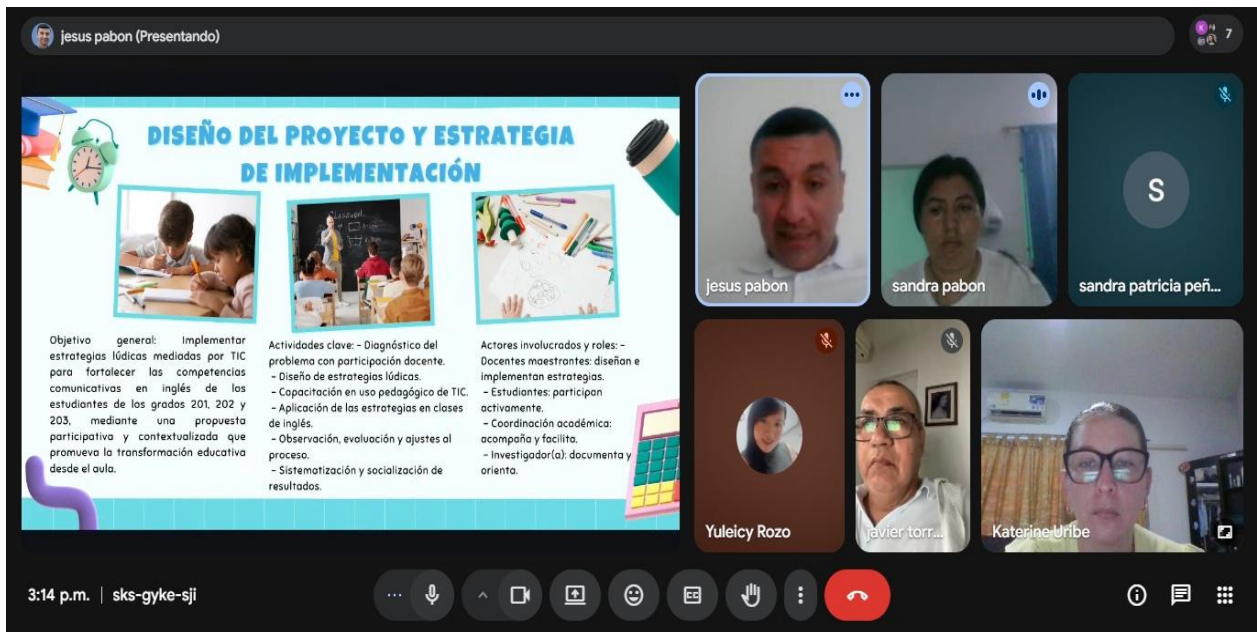 jesus pabon (Presentando)
7
DISEÑO DEL PROYECTO Y ESTRATEGIA
DE IMPLEMENTACIÓN
Objetivo general: Implementar
estrategias lúdicas mediadas por TIC
para fortalecer las competencias
comunicativas en inglés de los
estudiantes de los grados 201, 202 y
203, mediante una propuesta
participativa y contextualizada que
promueva la transformación educativa
desde el aula.
Actividades clave: - Diagnóstico del
problema con participación docente.
- Diseño de estrategias lúdicas.
- Capacitación en uso pedagógico de TIC.
- Aplicación de las estrategias en clases
de inglés.
- Observación, evaluación y ajustes al
proceso.
- Sistematización y socialización de
resultados.
Actores involucrados y roles: -
Docentes maestrantes: diseñan e
implementan estrategias.
- Estudiantes: participan
activamente.
- Coordinación académica:
acompaña y facilita.
- Investigador(a): documenta y
orienta.
jesus pabon
sandra pabon
S
sandra patricia peñ...
Yuleicy Rozo
javier torr...
Katerine Uribe
3:14 p.m. | sks-gyke-sji
CC